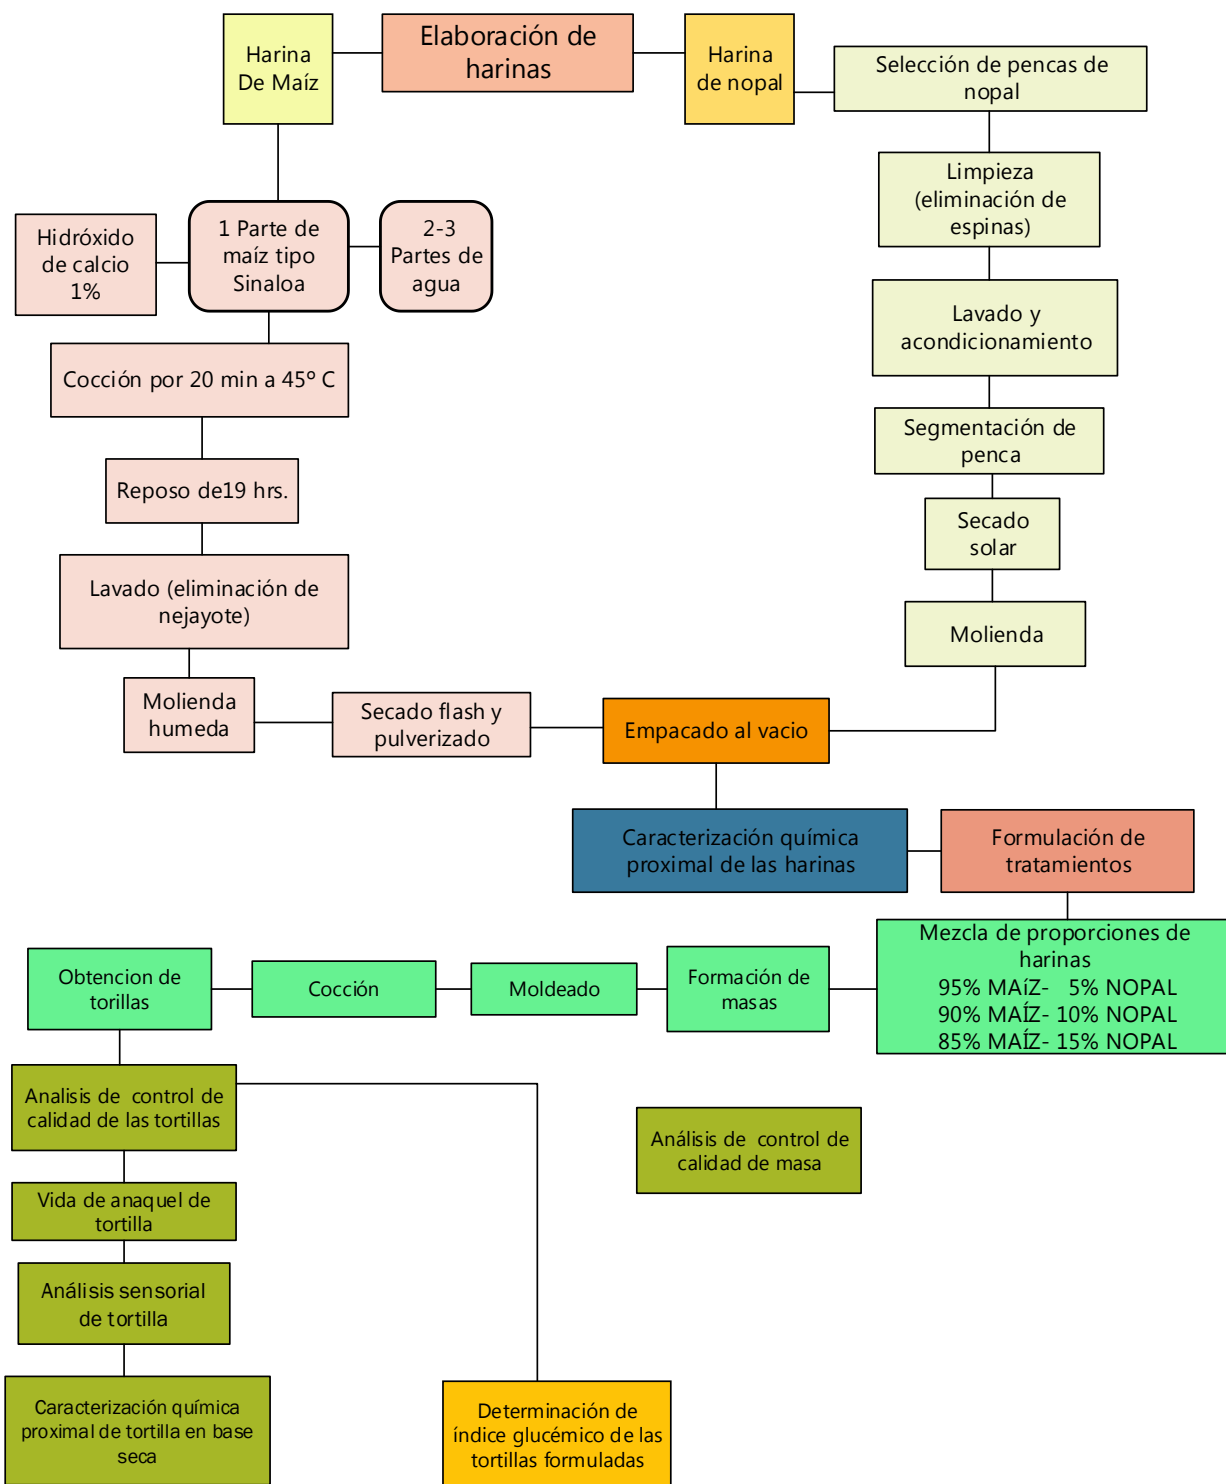 Elaboración de
harinas
Harina
De Maíz
Harina
de nopal
Selección de pencas de
nopal
Limpieza
(eliminación de
espinas)
Hidróxido
de calcio
1%
1 Parte de
maíz tipo
Sinaloa
2-3
Partes de
agua
Lavado y
acondicionamiento
Cocción por 20 min a 45º C
Segmentación de
penca
Reposo de19 hrs.
Secado
solar
Lavado (eliminación de
nejayote)
Molienda
Molienda
humeda
Secado flash y
pulverizado
Empacado al vacio
Caracterización química
proximal de las harinas
Formulación de
tratamientos
Mezcla de proporciones de
harinas
95% MAíZ- 5% NOPAL
90% MAÍZ- 10% NOPAL
85% MAÍZ- 15% NOPAL
Formación de
masas
Moldeado
Cocción
Obtencion de
torillas
Analisis de control de
calidad de las tortillas
Análisis de control de
calidad de masa
Vida de anaquel de
tortilla
Análisis sensorial
de tortilla
Caracterización química
proximal de tortilla en base
seca
Determinación de
índice glucémico de las
tortillas formuladas